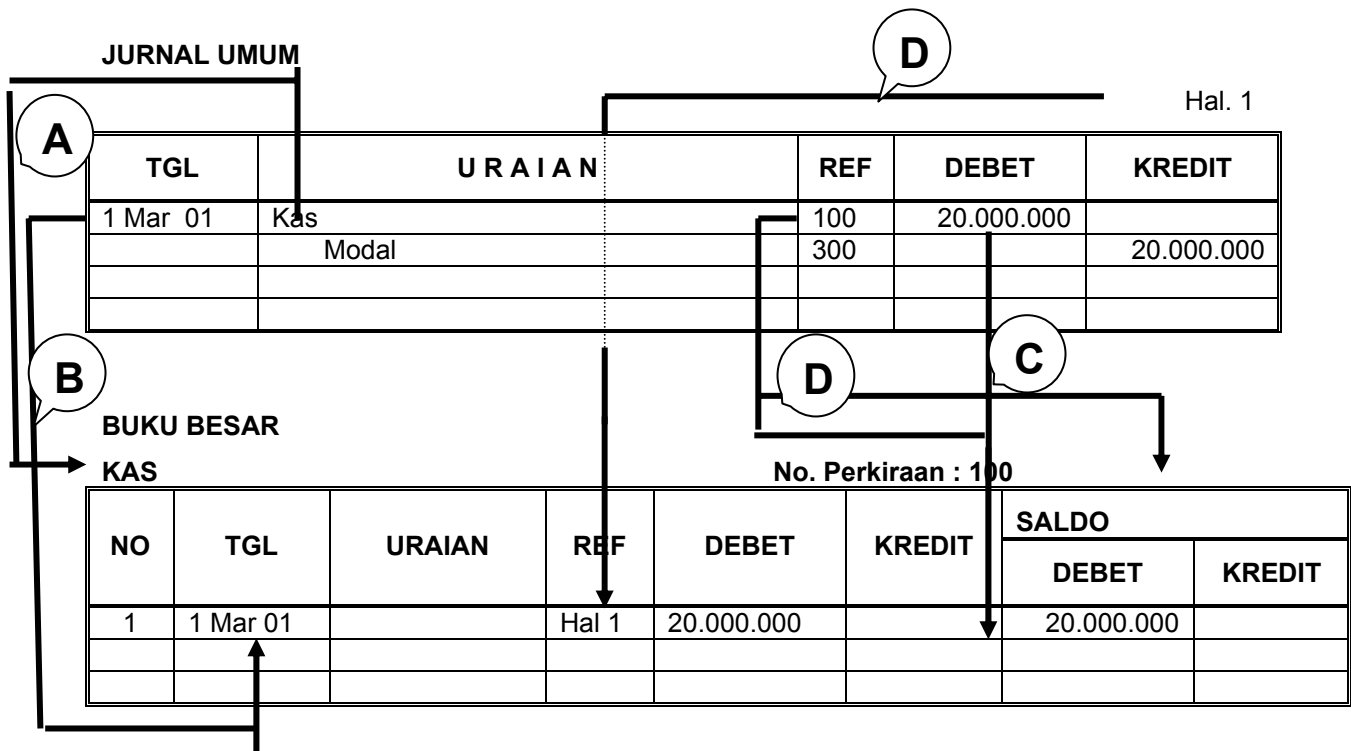 JURNAL UMUM
D
Hal. 1
A
TGL U R A I A N REF DEBET KREDIT
1 Mar 01 Kas 100 20.000.000
Modal 300 20.000.000
B D C
BUKU BESAR
KAS No. Perkiraan : 100
NO TGL URAIAN REF DEBET KREDIT SALDO
DEBET KREDIT
1 1 Mar 01 Hal 1 20.000.000 20.000.000